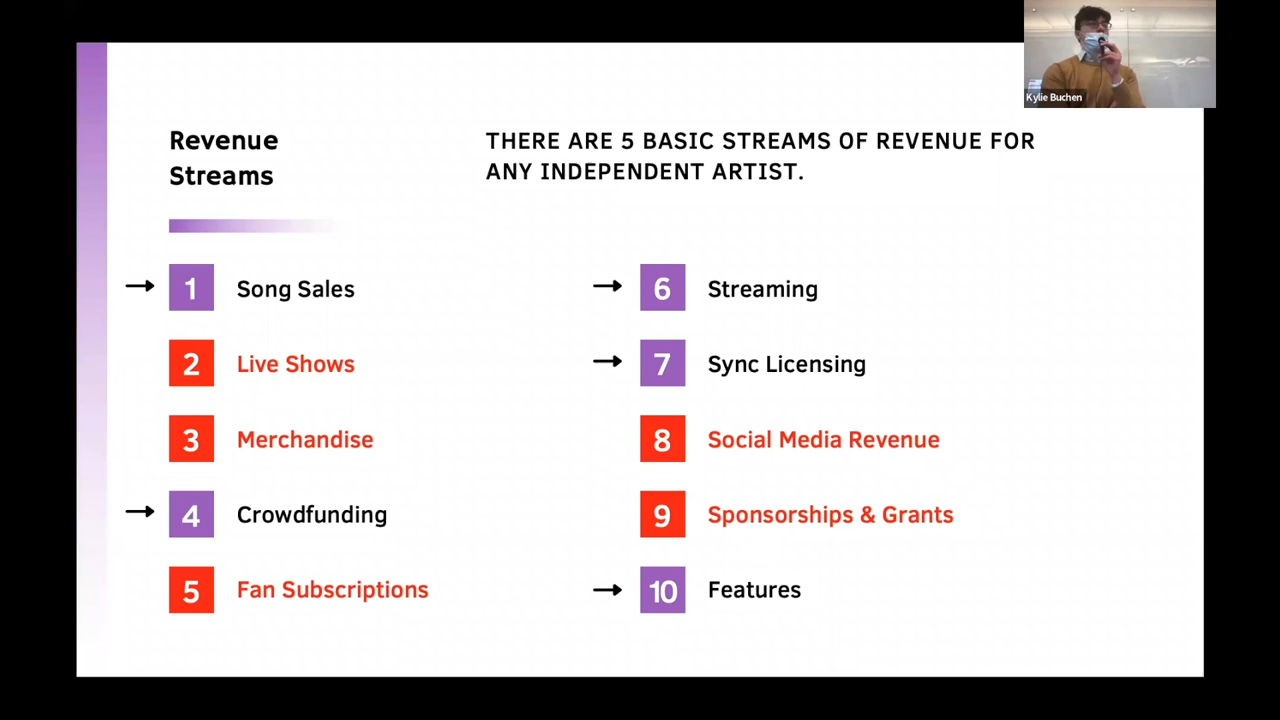 Kylie Buchen
Revenue
Streams
THERE ARE 5 BASIC STREAMS OF REVENUE FOR
ANY INDEPENDENT ARTIST.
1 Song Sales
2 Live Shows
3 Merchandise
4 Crowdfunding
5 Fan Subscriptions
6 Streaming
7 Sync Licensing
8 Social Media Revenue
9 Sponsorships & Grants
10 Features